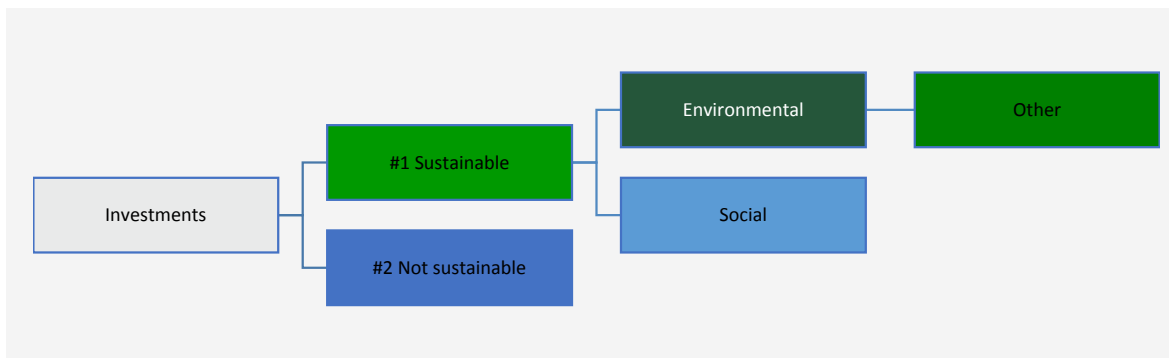 Investments
#1 Sustainable
#2 Not sustainable
Environmental
Social
Other